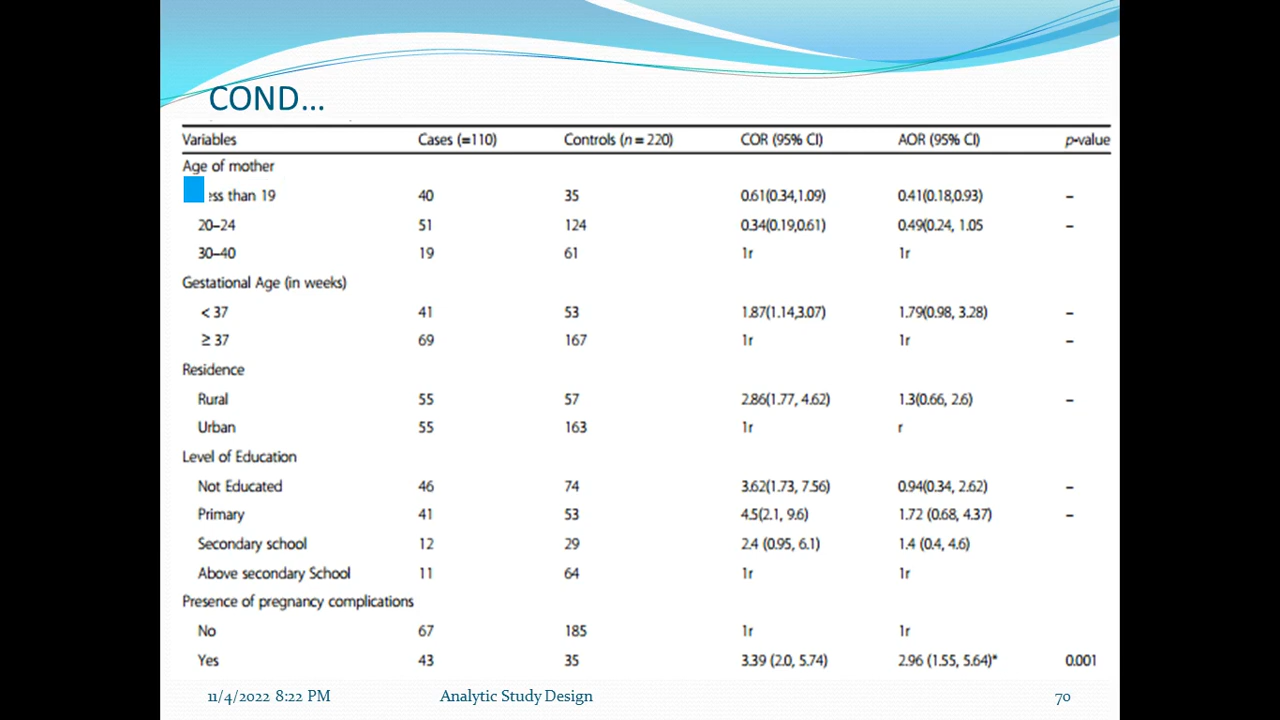 COND...
Variables Cases (=110) Controls (n = 220) COR (95% CI) AOR (95% CI) p-value
Age of mother
ess than 19 40 35 0.61(0.34,1.09) 0.41(0.18,0.93) –
20–24 51 124 0.34(0.19,0.61) 0.49(0.24, 1.05 –
30–40 19 61 1r 1r
Gestational Age (in weeks)
< 37 41 53 1.87(1.14,3.07) 1.79(0.98, 3.28) –
≥ 37 69 167 1r 1r –
Residence
Rural 55 57 2.86(1.77, 4.62) 1.3(0.66, 2.6) –
Urban 55 163 1r r
Level of Education
Not Educated 46 74 3.62(1.73, 7.56) 0.94(0.34, 2.62) –
Primary 41 53 4.5(2.1, 9.6) 1.72 (0.68, 4.37) –
Secondary school 12 29 2.4 (0.95, 6.1) 1.4 (0.4, 4.6)
Above secondary School 11 64 1r 1r
Presence of pregnancy complications
No 67 185 1r 1r
Yes 43 35 3.39 (2.0, 5.74) 2.96 (1.55, 5.64)* 0.001
11/4/2022 8:22 PM Analytic Study Design 70